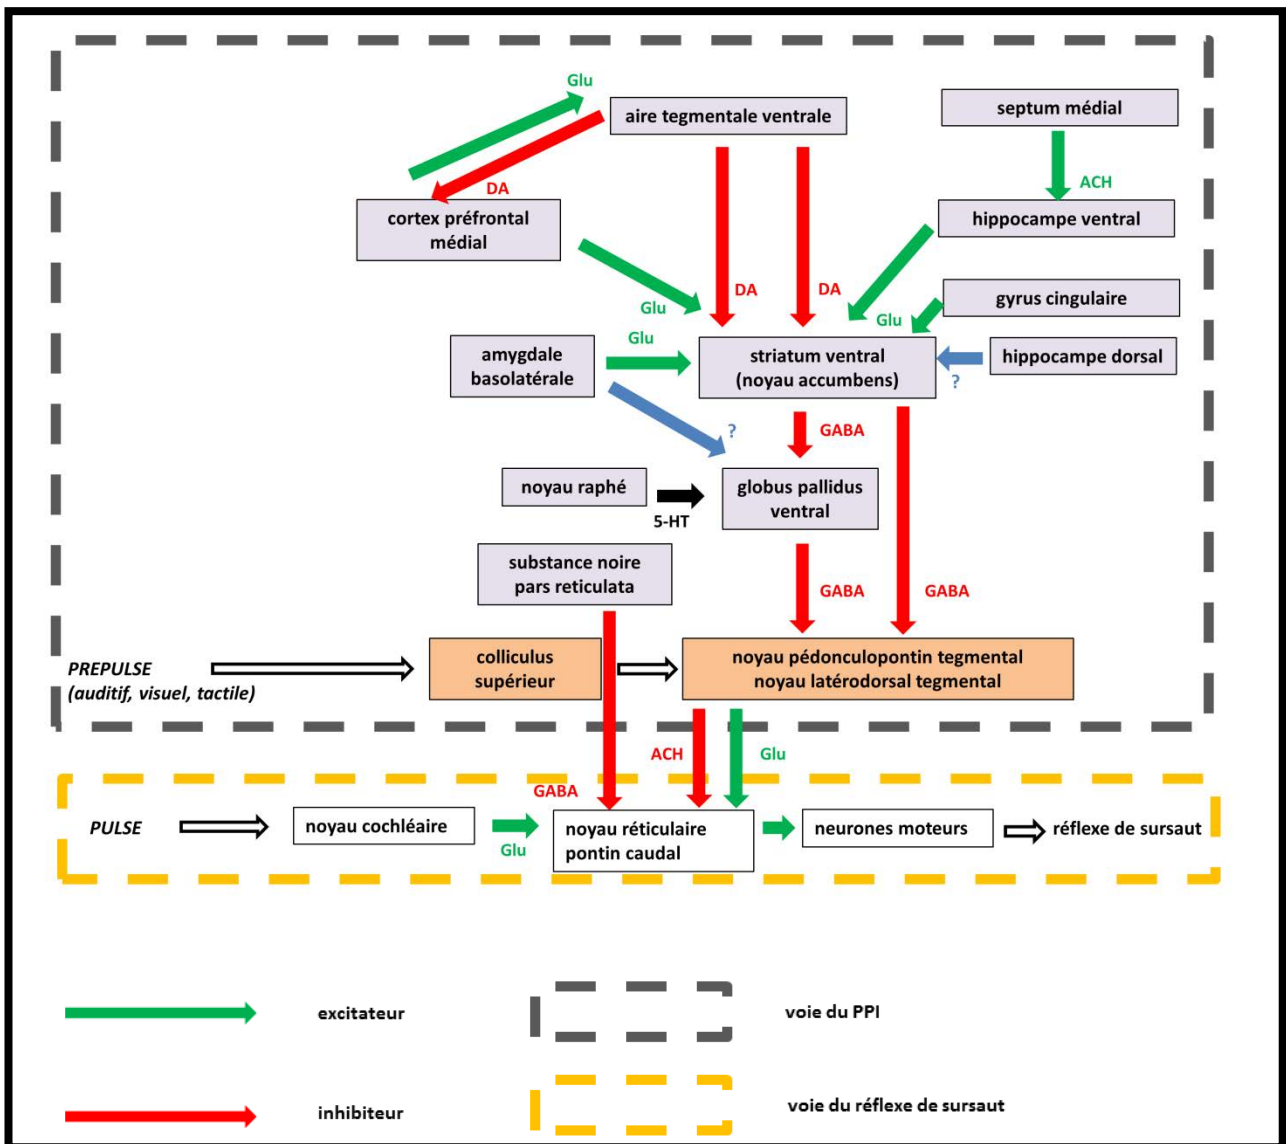 Glu
aire tegmentale ventrale
septum médial
DA
ACH
cortex préfrontal
médial
hippocampe ventral
DA
DA
Glu
gyrus cingulaire
Glu
Glu
amygdale
basolatérale
striatum ventral
(noyau accumbens)
hippocampe dorsal
?
?
GABA
noyau raphé
5-HT
globus pallidus
ventral
substance noire
pars reticulata
GABA
GABA
PREPULSE
(auditif, visuel, tactile)
colliculus
supérieur
noyau pédonculopontin tegmental
noyau latérodorsal tegmental
ACH
Glu
GABA
PULSE
noyau cochléaire
Glu
noyau réticulaire
pontin caudal
neurones moteurs
réflexe de sursaut
excitateur
voie du PPI
inhibiteur
voie du réflexe de sursaut